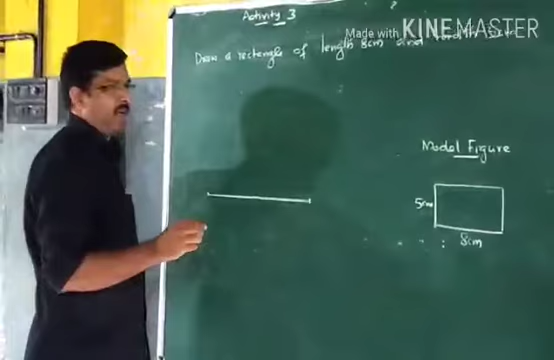 Activity 3
Made with KINEMASTER
Draw a rectangle of length 8cm and
Model Figure
5cm
8cm